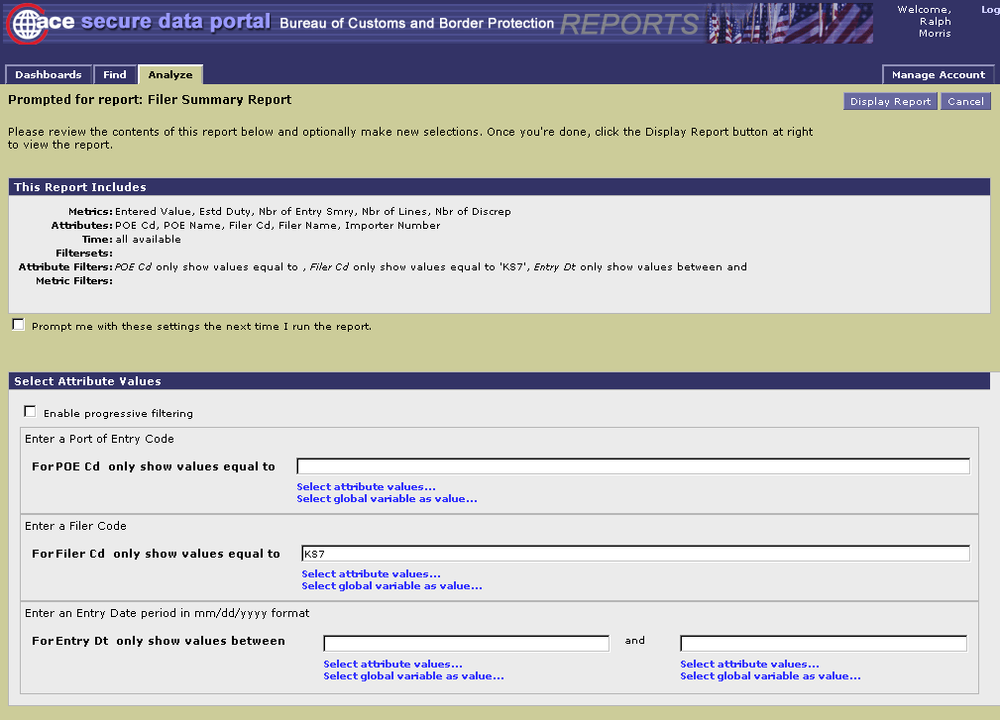 ace secure data portal Bureau of Customs and Border Protection REPORTS
Welcome, Ralph Morris
Log
Dashboards Find Analyze Manage Account
Prompted for report: Filer Summary Report
Display Report Cancel
Please review the contents of this report below and optionally make new selections. Once you're done, click the Display Report button at right
to view the report.
This Report Includes
Metrics: Entered Value, Estd Duty, Nbr of Entry Smry, Nbr of Lines, Nbr of Discrep
Attributes: POE Cd, POE Name, Filer Cd, Filer Name, Importer Number
Time: all available
Filtersets:
Attribute Filters: POE Cd only show values equal to , Filer Cd only show values equal to 'KS7', Entry Dt only show values between and
Metric Filters:
Prompt me with these settings the next time I run the report.
Select Attribute Values
Enable progressive filtering
Enter a Port of Entry Code
For POE Cd only show values equal to
Select attribute values...
Select global variable as value...
Enter a Filer Code
For Filer Cd only show values equal to KS7
Select attribute values...
Select global variable as value...
Enter an Entry Date period in mm/dd/yyyy format
For Entry Dt only show values between and
Select attribute values... Select attribute values...
Select global variable as value... Select global variable as value...